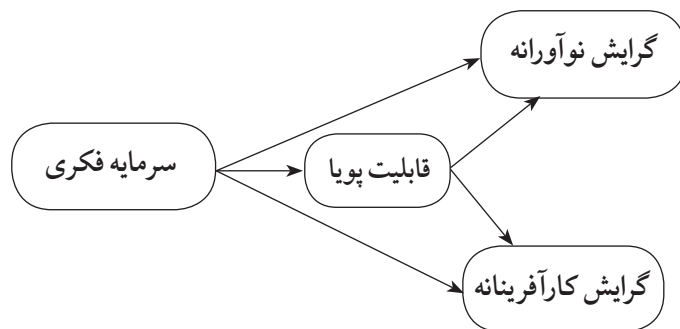 گرایش نوآورانه
سرمایه فکری
قابلیت پویا
گرایش کارآفرینانه